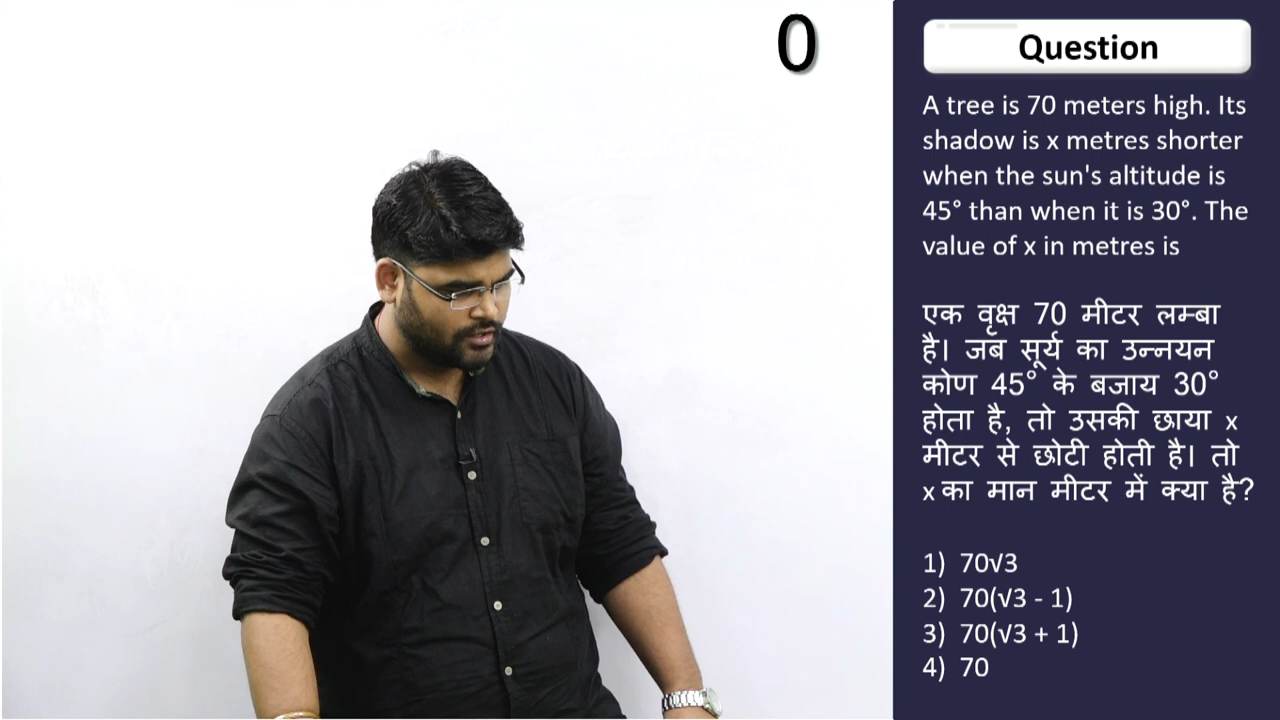 0
Question
A tree is 70 meters high. Its
shadow is x metres shorter
when the sun's altitude is
45° than when it is 30°. The
value of x in metres is
एक वृक्ष 70 मीटर लम्बा
है। जब सूर्य का उन्नयन
कोण 45° के बजाय 30°
होता है, तो उसकी छाया x
मीटर से छोटी होती है। तो
x का मान मीटर में क्या है?
1) 70√3
2) 70(√3 - 1)
3) 70(√3 + 1)
4) 70